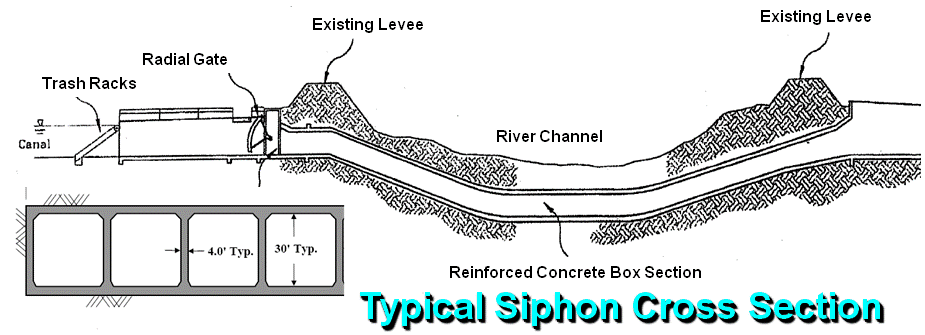 Existing Levee
Existing Levee
Radial Gate
Trash Racks
River Channel
Canal
4.0' Typ.
30' Typ.
Reinforced Concrete Box Section
Typical Siphon Cross Section